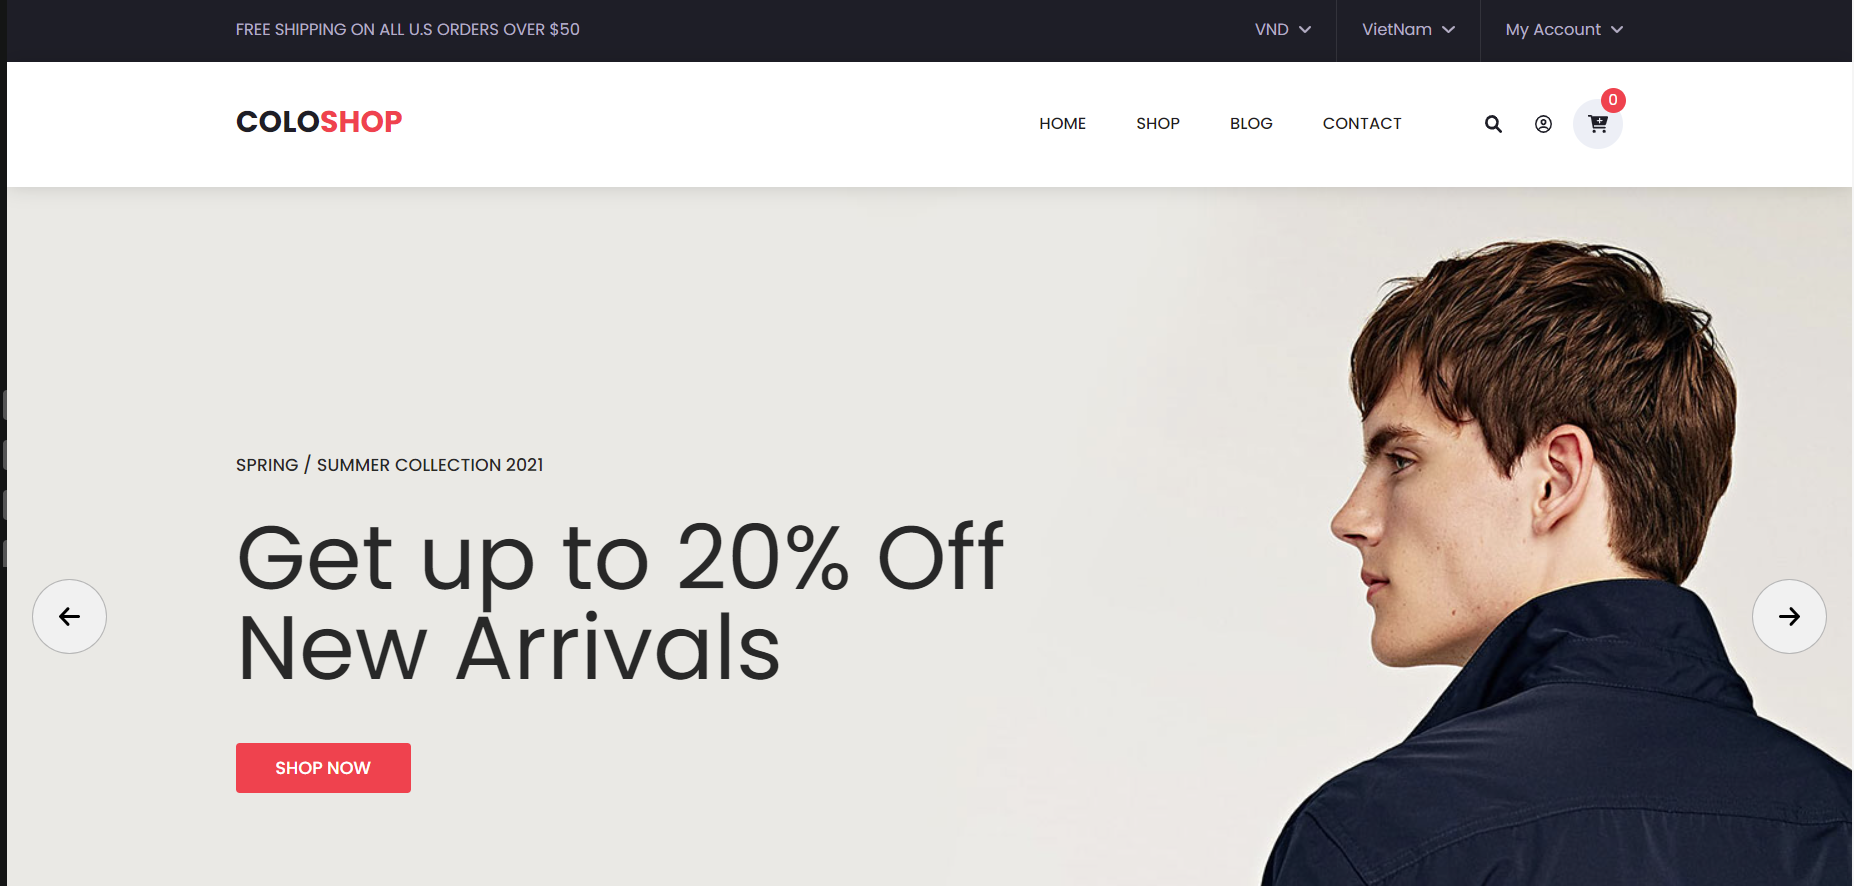 FREE SHIPPING ON ALL U.S ORDERS OVER $50
VND
VietNam
My Account
COLOSHOP
HOME
SHOP
BLOG
CONTACT
0
SPRING / SUMMER COLLECTION 2021
Get up to 20% Off
New Arrivals
SHOP NOW